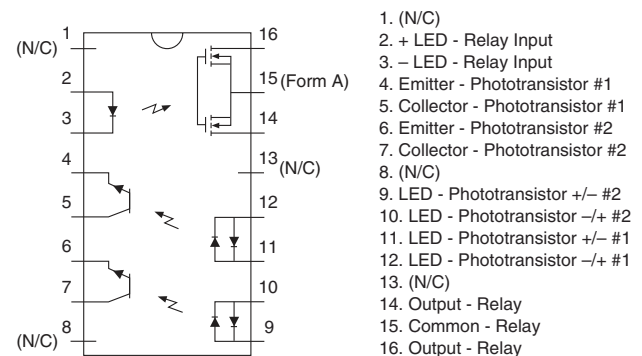 1
(N/C)
2
3
4
5
6
7
8
(N/C)
16
15 (Form A)
14
13 (N/C)
12
11
10
9
1. (N/C)
2. + LED - Relay Input
3. – LED - Relay Input
4. Emitter - Phototransistor #1
5. Collector - Phototransistor #1
6. Emitter - Phototransistor #2
7. Collector - Phototransistor #2
8. (N/C)
9. LED - Phototransistor +/– #2
10. LED - Phototransistor –/+ #2
11. LED - Phototransistor +/– #1
12. LED - Phototransistor –/+ #1
13. (N/C)
14. Output - Relay
15. Common - Relay
16. Output - Relay